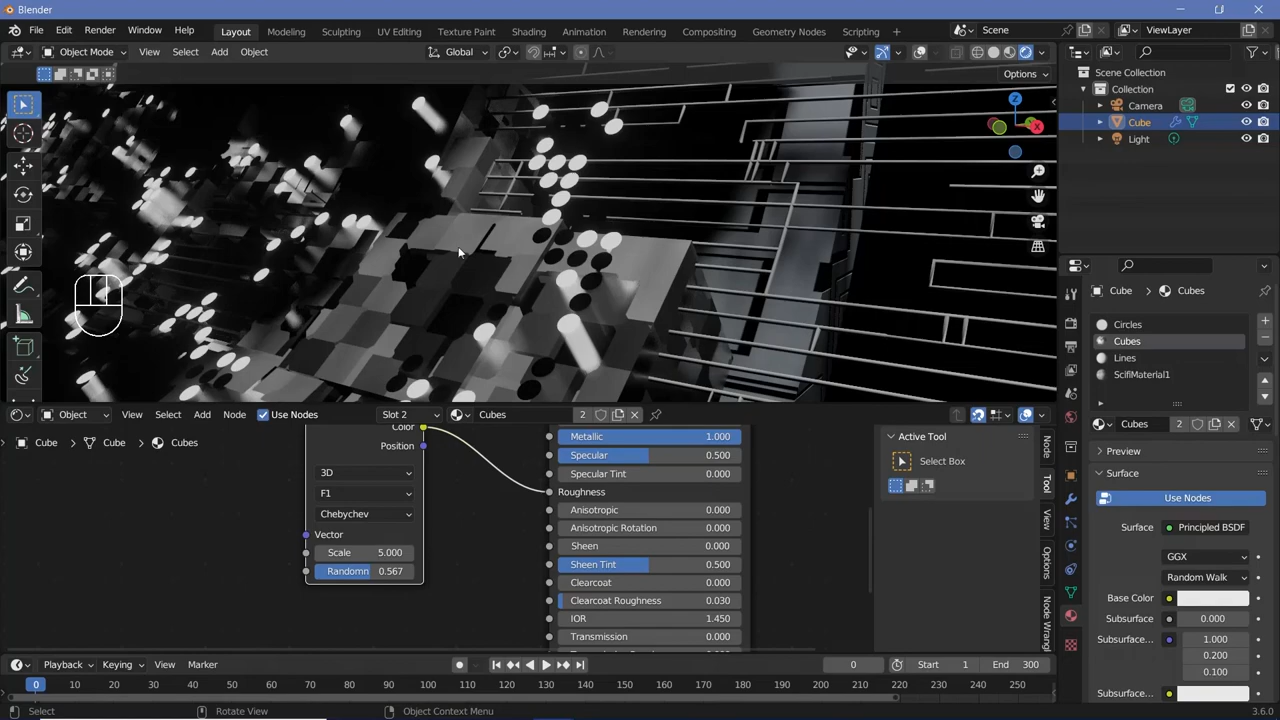 Blender
File Edit Render Window Help Layout Modeling Sculpting UV Editing Texture Paint Shading Animation Rendering Compositing Geometry Nodes Scripting + Scene ViewLayer
Object Mode View Select Add Object Global
Options
Z
X
Scene Collection
Collection
Camera
Cube
Light
Cube Cubes
Circles
Cubes
Lines
ScifiMaterial1
Cubes 2
Preview
Surface
Use Nodes
Surface Principled BSDF
GGX
Random Walk
Base Color
Subsurface 0.000
Subsurface... 1.000
0.200
0.100
Subsurface...
Object View Select Add Node Use Nodes Slot 2 Cubes 2
Cube Cube Cubes
Color
Position
3D
F1
Chebychev
Vector
Scale 5.000
Randomn 0.567
Metallic 1.000
Specular 0.500
Specular Tint 0.000
Roughness
Anisotropic 0.000
Anisotropic Rotation 0.000
Sheen 0.000
Sheen Tint 0.500
Clearcoat 0.000
Clearcoat Roughness 0.030
IOR 1.450
Transmission 0.000
Active Tool
Select Box
Node
Tool
View
Options
Node Wrangl
Playback Keying View Marker 0 Start 1 End 300
0 10 20 30 40 50 60 70 80 90 100 110 120 130 140 150 160 170 180 190 200 210 220 230 240 250
Select Rotate View Object Context Menu 3.6.0